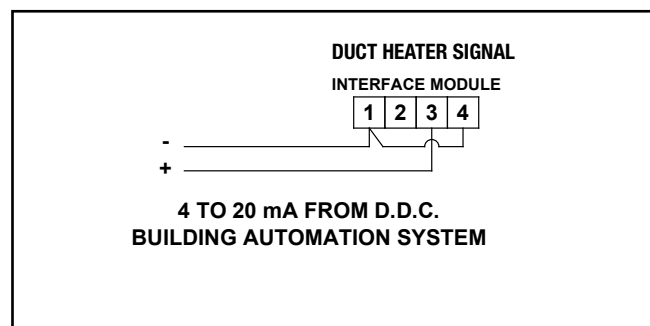 DUCT HEATER SIGNAL
INTERFACE MODULE
1 2 3 4
-
+
4 TO 20 mA FROM D.D.C.
BUILDING AUTOMATION SYSTEM